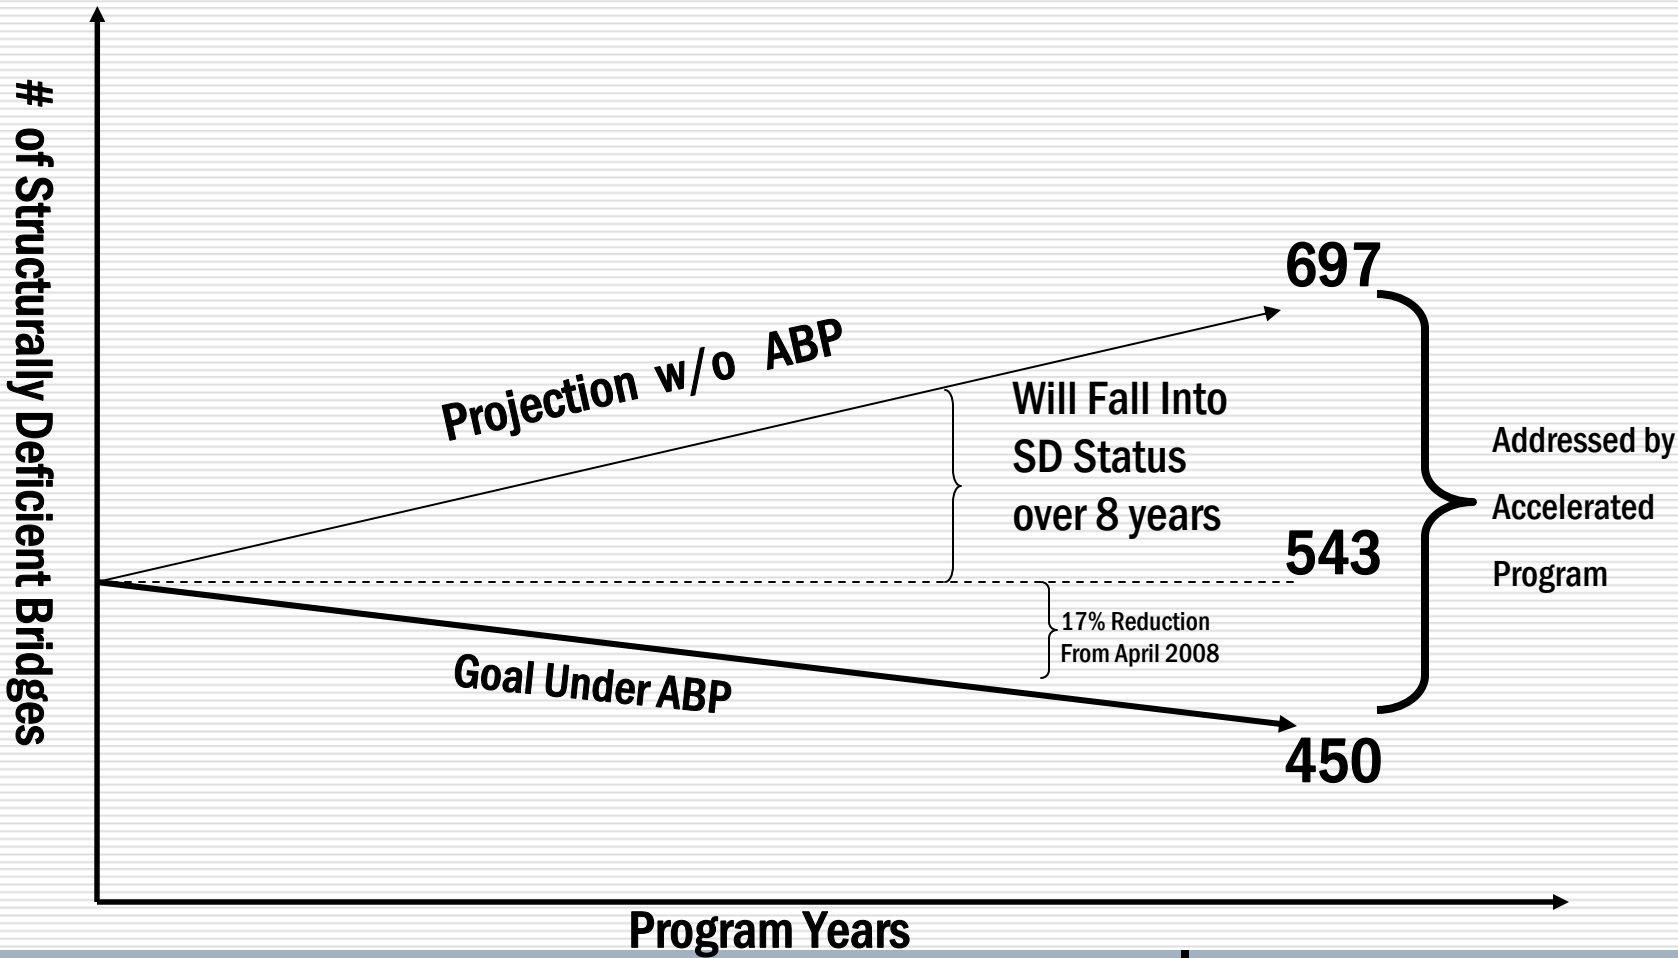 # of Structurally Deficient Bridges
697
Projection w/o ABP
Will Fall Into
SD Status
over 8 years
Addressed by
Accelerated
Program
543
17% Reduction
From April 2008
Goal Under ABP
450
Program Years